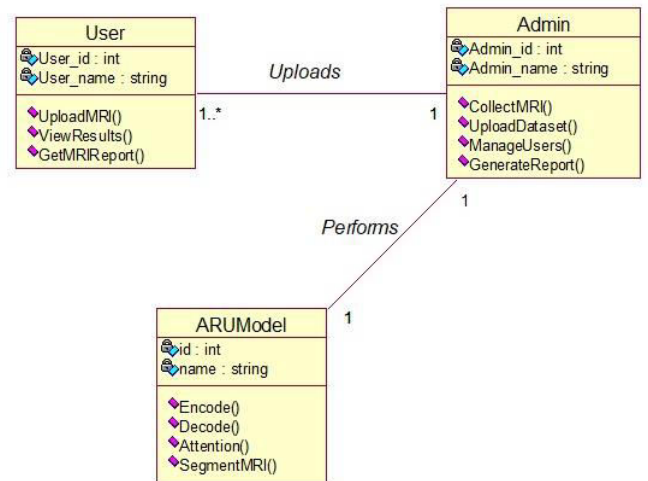 User
User_id : int
User_name : string
UploadMRI()
ViewResults()
GetMRIReport()
Uploads
1..*
1
Admin
Admin_id : int
Admin_name : string
CollectMRI()
UploadDataset()
ManageUsers()
GenerateReport()
1
Performs
1
ARUModel
id : int
name : string
Encode()
Decode()
Attention()
SegmentMRI()